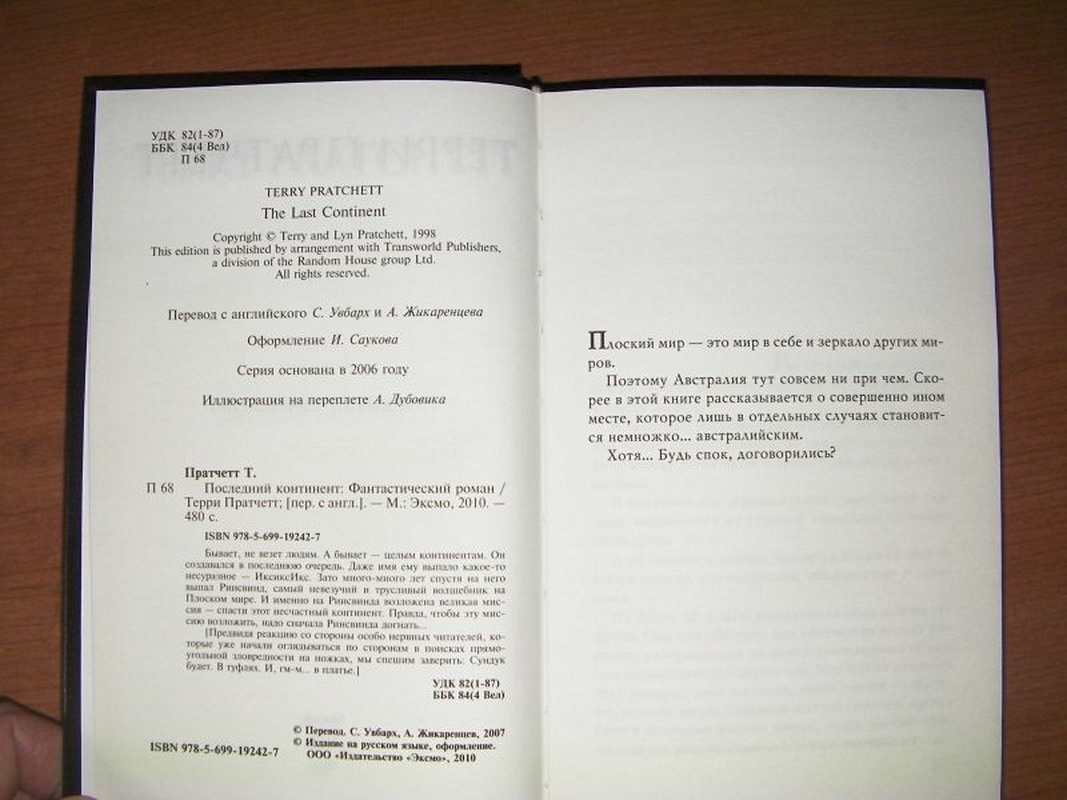 УДК 82(1-87)
ББК 84(4 Вел)
П 68
TERRY PRATCHETT
The Last Continent
Copyright © Terry and Lyn Pratchett, 1998
This edition is published by arrangement with Transworld Publishers,
a division of the Random House group Ltd.
All rights reserved.
Перевод с английского С. Увбарх и А. Жикаренцева
Оформление И. Саукова
Серия основана в 2006 году
Иллюстрация на переплете А. Дубовика
Пратчетт Т.
П 68 Последний континент: Фантастический роман /
Терри Пратчетт; [пер. с англ.]. — М.: Эксмо, 2010. —
480 с.
ISBN 978-5-699-19242-7
Бывает, не везет людям. А бывает — целым континентам. Он
создавался в последнюю очередь. Даже имя ему выпало какое-то
несуразное — ИксиксИкс. Зато много-много лет спустя на него
выпал Ринсвинд, самый невезучий и трусливый волшебник на
Плоском мире. И именно на Ринсвинда возложена великая мис-
сия — спасти этот несчастный континент. Правда, чтобы эту мис-
сию возложить, надо сначала Ринсвинда догнать...
[Предвидя реакцию со стороны особо нервных читателей, ко-
торые уже начали оглядываться по сторонам в поисках прямо-
угольной зловредности на ножках, мы спешим заверить: Сундук
будет. В туфлях. И, гм-м... в платье.]
УДК 82(1-87)
ББК 84(4 Вел)
© Перевод. С. Увбарх, А. Жикаренцев, 2007
© Издание на русском языке, оформление.
ООО «Издательство «Эксмо», 2010
ISBN 978-5-699-19242-7
Плоский мир — это мир в себе и зеркало других ми-
ров.
Поэтому Австралия тут совсем ни при чем. Ско-
рее в этой книге рассказывается о совершенно ином
месте, которое лишь в отдельных случаях становит-
ся немножко... австралийским.
Хотя... Будь спок, договорились?